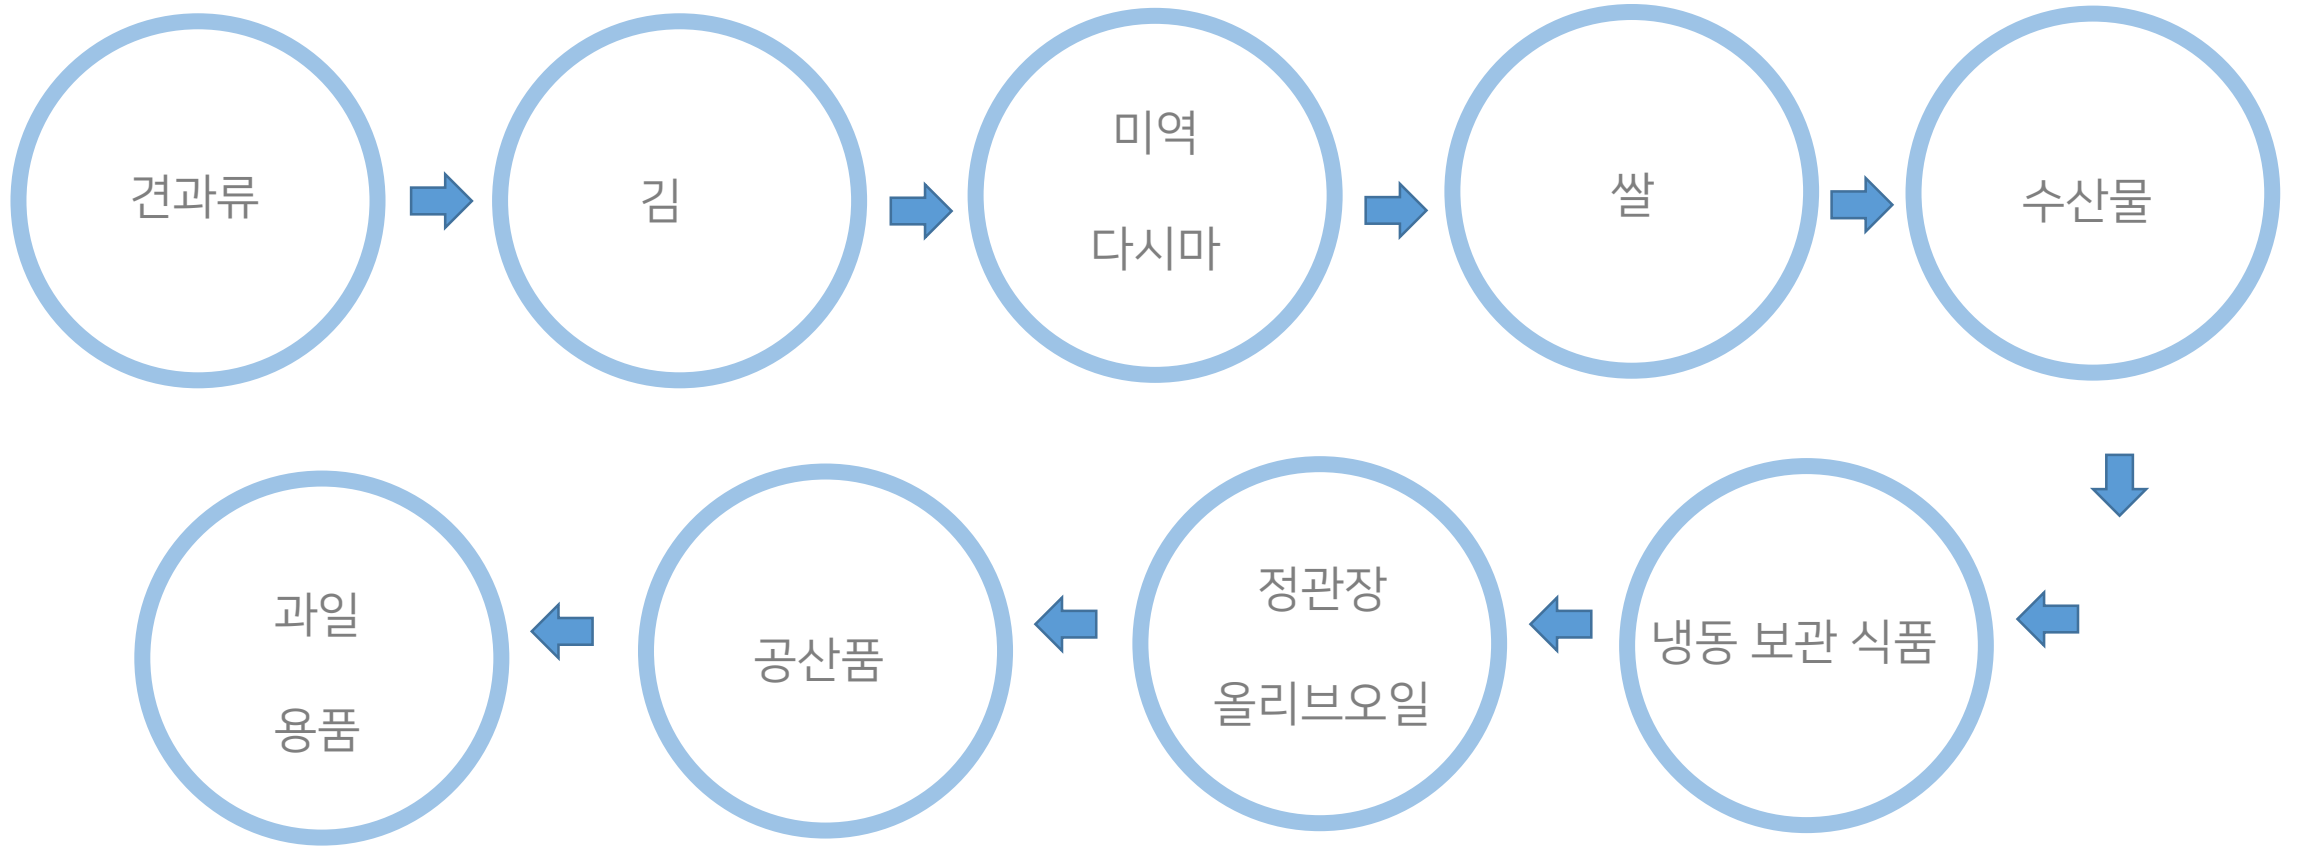 견과류
김
미역
다시마
쌀
수산물
냉동 보관 식품
정관장
올리브오일
공산품
과일
용품